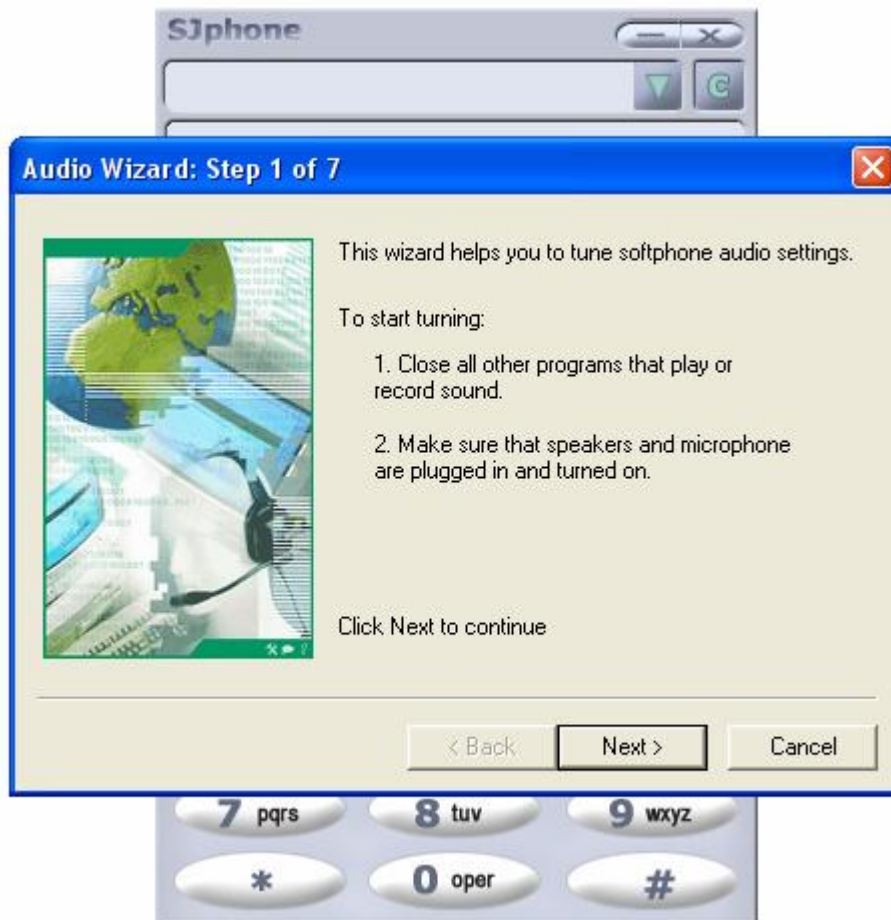 SJphone
C
Audio Wizard: Step 1 of 7
This wizard helps you to tune softphone audio settings.
To start turning:
1. Close all other programs that play or
record sound.
2. Make sure that speakers and microphone
are plugged in and turned on.
Click Next to continue
< Back Next > Cancel
7 pqrs 8 tuv 9 wxyz
* 0 oper #